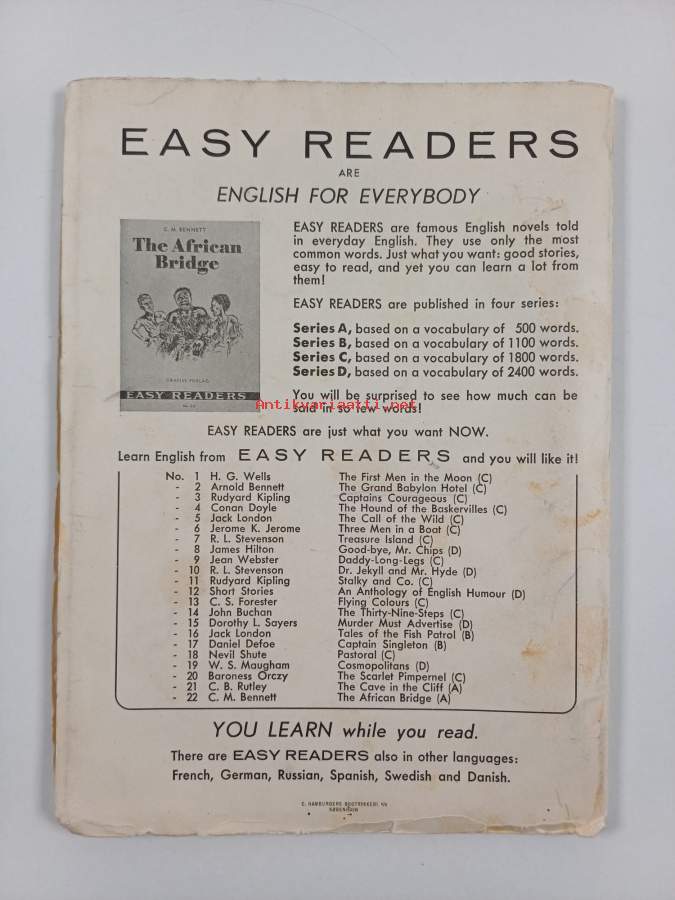 EASY READERS
ARE
ENGLISH FOR EVERYBODY
C. M. BENNETT
The African
Bridge
GRAFISK FORLAG
EASY READERS
EASY READERS are famous English novels told
in everyday English. They use only the most
common words. Just what you want: good stories,
easy to read, and yet you can learn a lot from
them!
EASY READERS are published in four series:
Series A, based on a vocabulary of 500 words.
Series B, based on a vocabulary of 1100 words.
Series C, based on a vocabulary of 1800 words.
Series D, based on a vocabulary of 2400 words.
You will be surprised to see how much can be
said in so few words!
Antikvariaatti.net
EASY READERS are just what you want NOW.
Learn English from EASY READERS and you will like it!
No. 1 H. G. Wells The First Men in the Moon (C)
- 2 Arnold Bennett The Grand Babylon Hotel (C)
- 3 Rudyard Kipling Captains Courageous (C)
- 4 Conan Doyle The Hound of the Baskervilles (C)
- 5 Jack London The Call of the Wild (C)
- 6 Jerome K. Jerome Three Men in a Boat (C)
- 7 R. L. Stevenson Treasure Island (C)
- 8 James Hilton Good-bye, Mr. Chips (D)
- 9 Jean Webster Daddy-Long-Legs (C)
- 10 R. L. Stevenson Dr. Jekyll and Mr. Hyde (D)
- 11 Rudyard Kipling Stalky and Co. (C)
- 12 Short Stories An Anthology of English Humour (D)
- 13 C. S. Forester Flying Colours (C)
- 14 John Buchan The Thirty-Nine-Steps (C)
- 15 Dorothy L. Sayers Murder Must Advertise (D)
- 16 Jack London Tales of the Fish Patrol (B)
- 17 Daniel Defoe Captain Singleton (B)
- 18 Nevil Shute Pastoral (C)
- 19 W. S. Maugham Cosmopolitans (D)
- 20 Baroness Orczy The Scarlet Pimpernel (C)
- 21 C. B. Rutley The Cave in the Cliff (A)
- 22 C. M. Bennett The African Bridge (A)
YOU LEARN while you read.
There are EASY READERS also in other languages:
French, German, Russian, Spanish, Swedish and Danish.
C. HAMBURGERS BOGTRYKKERI A/S
KØBENHAVN